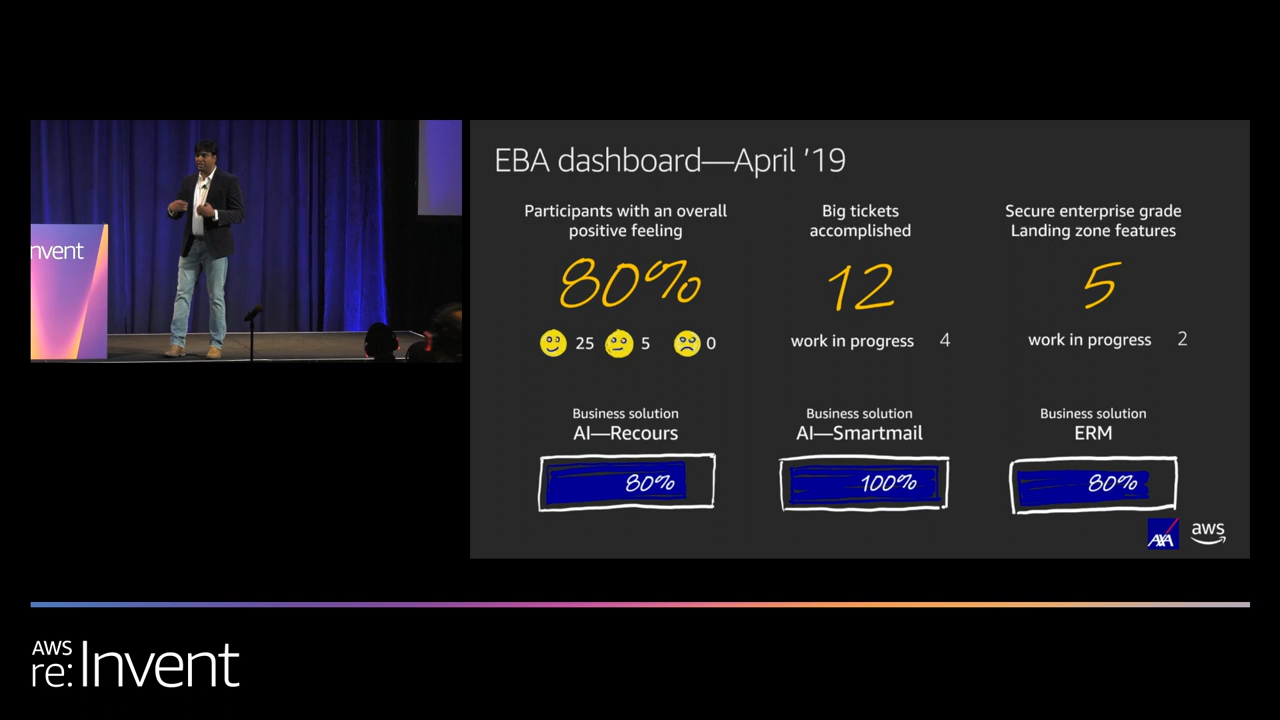 nvent
EBA dashboard—April ’19
Participants with an overall
positive feeling
80%
25 5 0
Big tickets
accomplished
12
work in progress 4
Secure enterprise grade
Landing zone features
5
work in progress 2
Business solution
AI—Recours
80%
Business solution
AI—Smartmail
100%
Business solution
ERM
80%
AXA aws
AWS
re:Invent